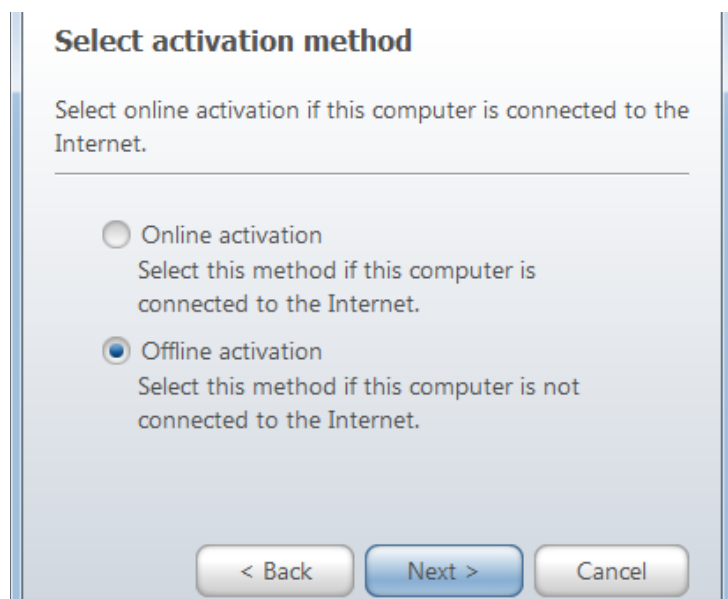 Select activation method
Select online activation if this computer is connected to the
Internet.
Online activation
Select this method if this computer is
connected to the Internet.
Offline activation
Select this method if this computer is not
connected to the Internet.
< Back Next > Cancel